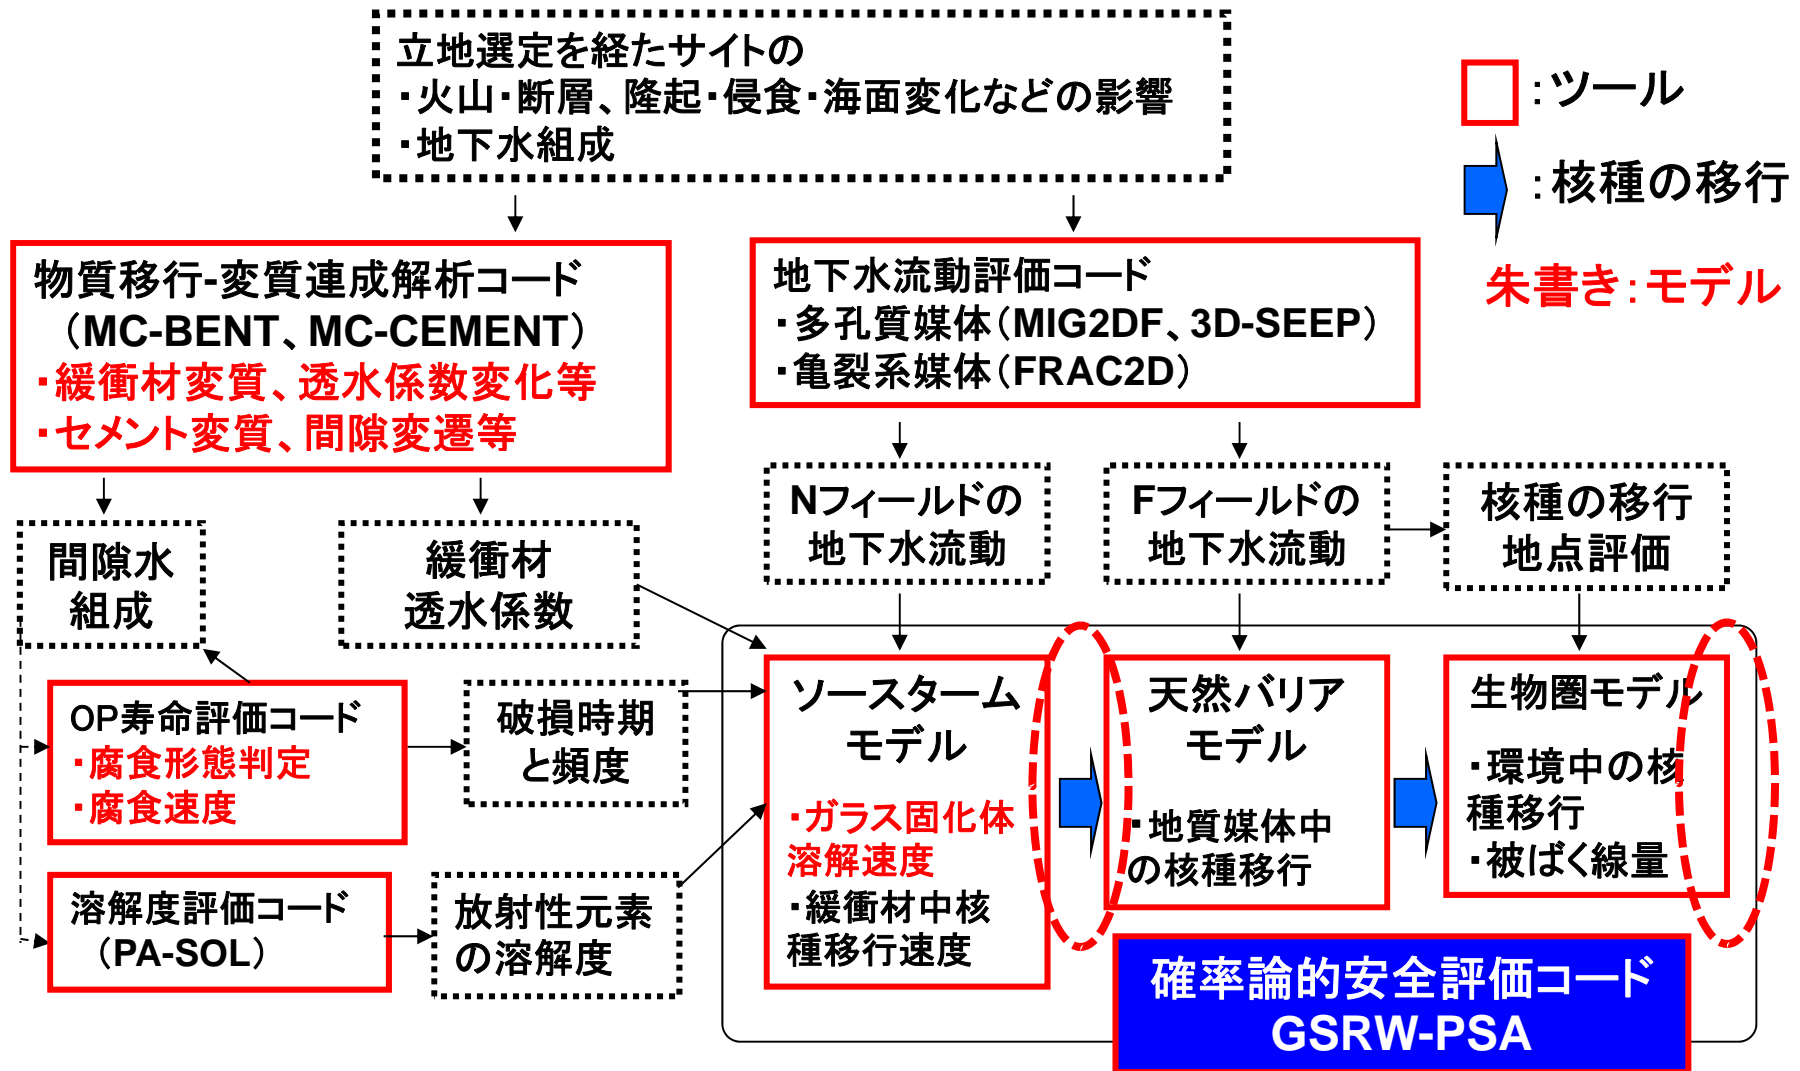 立地選定を経たサイトの
・火山・断層、隆起・侵食・海面変化などの影響
・地下水組成
：ツール
：核種の移行
朱書き：モデル
物質移行-変質連成解析コード
（MC-BENT、MC-CEMENT）
・緩衝材変質、透水係数変化等
・セメント変質、間隙変遷等
地下水流動評価コード
・多孔質媒体（MIG2DF、3D-SEEP）
・亀裂系媒体（FRAC2D）
間隙水
組成
緩衝材
透水係数
Nフィールドの
地下水流動
Fフィールドの
地下水流動
核種の移行
地点評価
OP寿命評価コード
・腐食形態判定
・腐食速度
破損時期
と頻度
溶解度評価コード
（PA-SOL）
放射性元素
の溶解度
ソースターム
モデル
・ガラス固化体
溶解速度
・緩衝材中核
種移行速度
天然バリア
モデル
・地質媒体中
の核種移行
生物圏モデル
・環境中の核
種移行
・被ばく線量
確率論的安全評価コード
GSRW-PSA